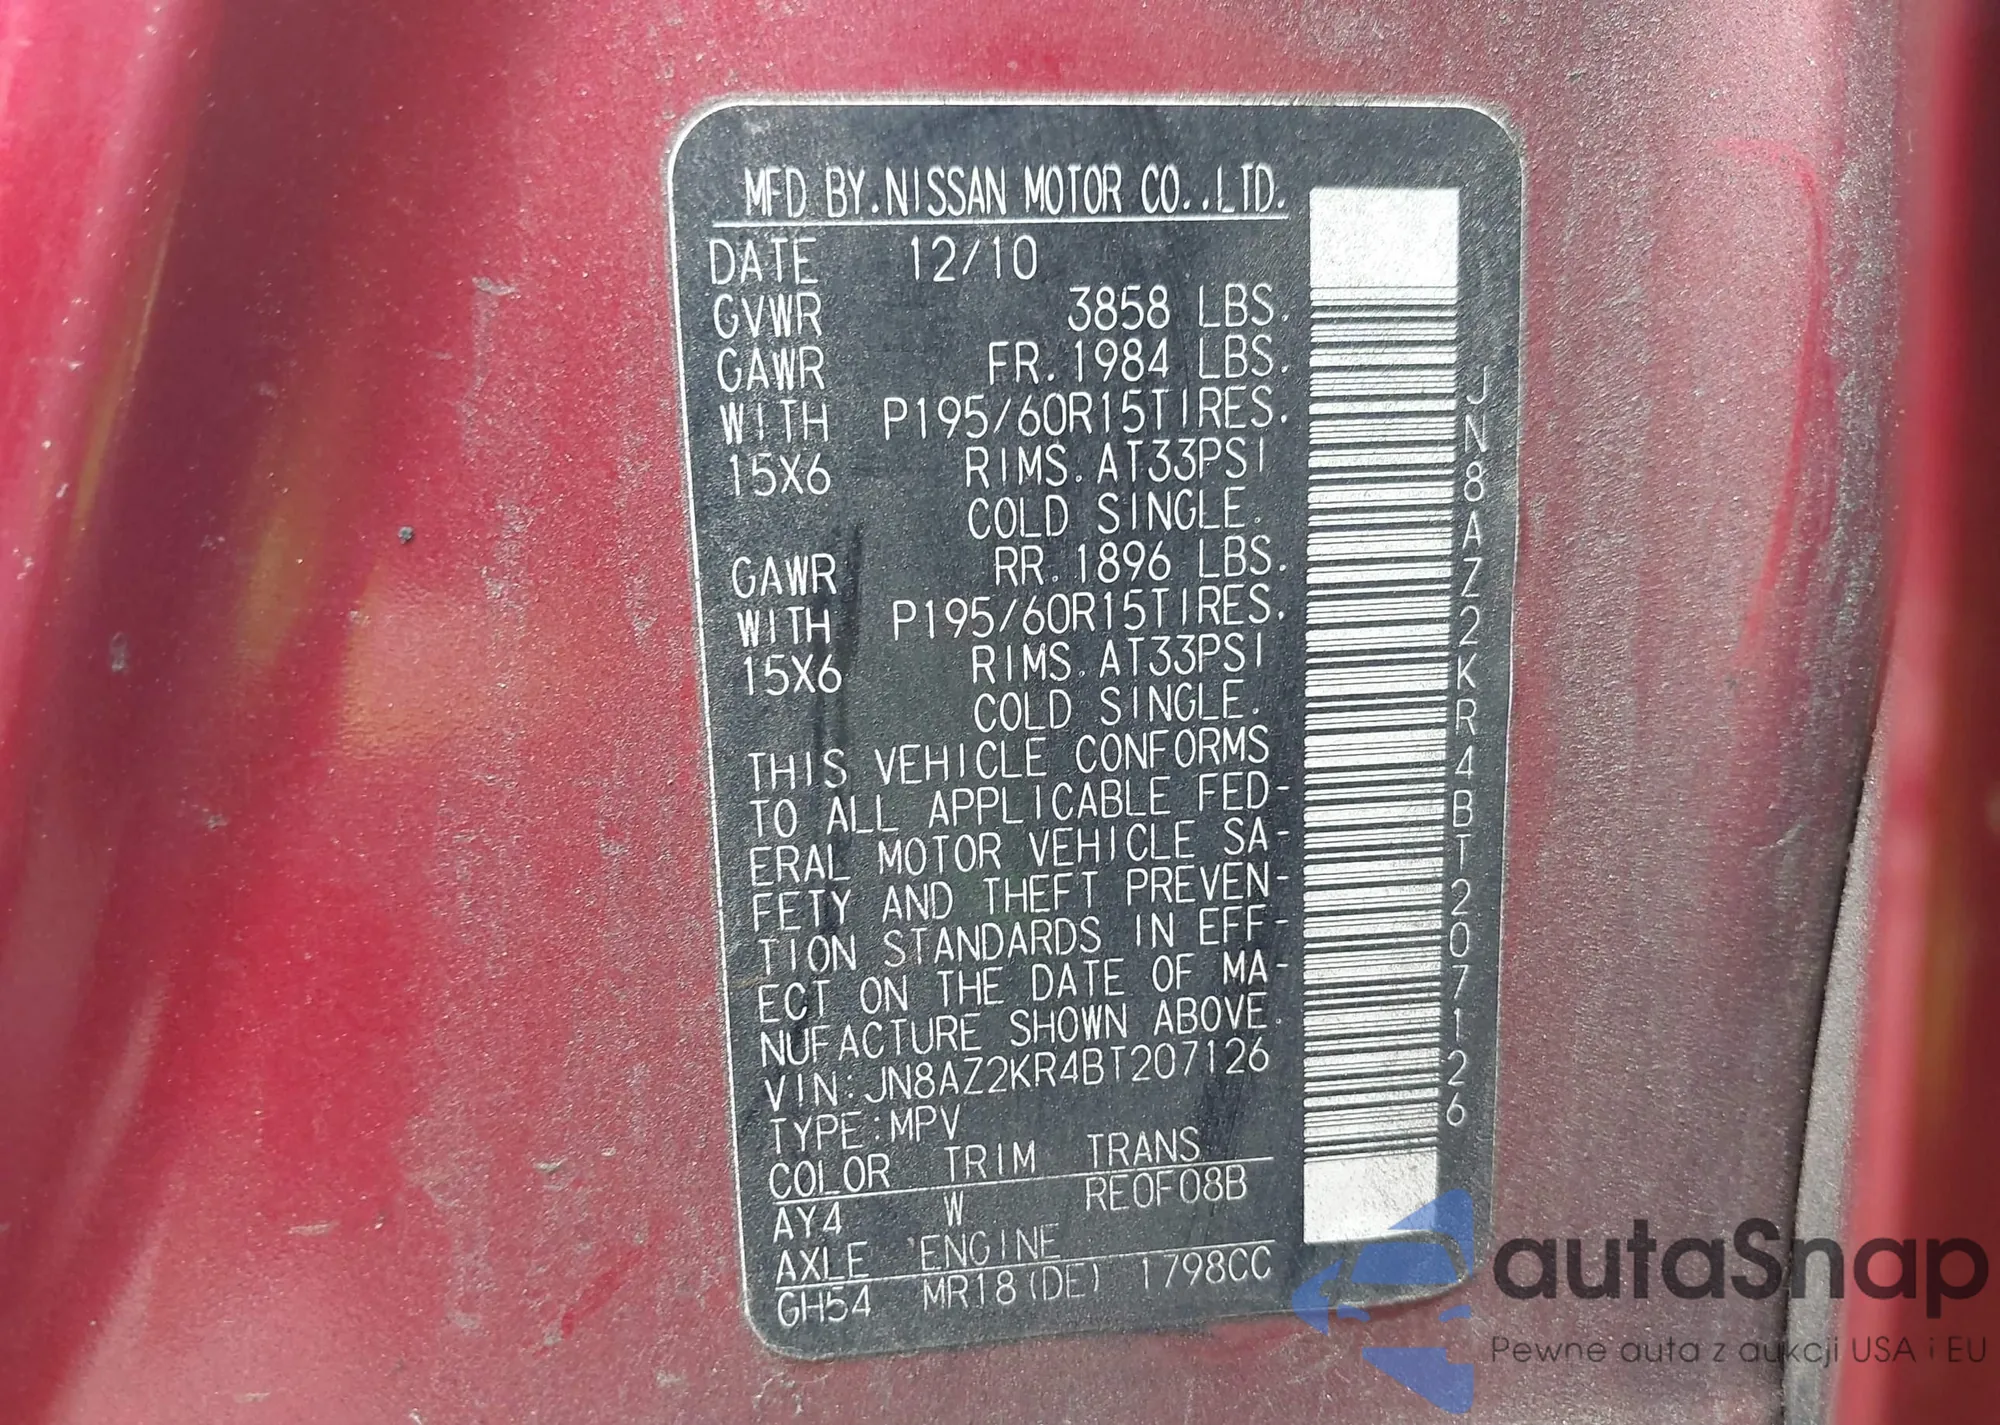 MFD BY.NISSAN MOTOR CO.,LTD.
DATE 12/10
GVWR 3858 LBS.
GAWR FR.1984 LBS.
WITH P195/60R15TIRES.
15X6 RIMS.AT33PSI
COLD SINGLE.
GAWR RR.1896 LBS.
WITH P195/60R15TIRES.
15X6 RIMS.AT33PSI
COLD SINGLE.
THIS VEHICLE CONFORMS
TO ALL APPLICABLE FED-
ERAL MOTOR VEHICLE SA-
FETY AND THEFT PREVEN-
TION STANDARDS IN EFF-
ECT ON THE DATE OF MA-
NUFACTURE SHOWN ABOVE.
VIN:JN8AZ2KR4BT207126
TYPE:MPV
COLOR TRIM TRANS
AY4 W RE0F08B
AXLE ENGINE
GH54 MR18(DE) 1798CC
JN8AZ2KR4BT207126
autaSnap
Pewne auta z aukcji USA i EU